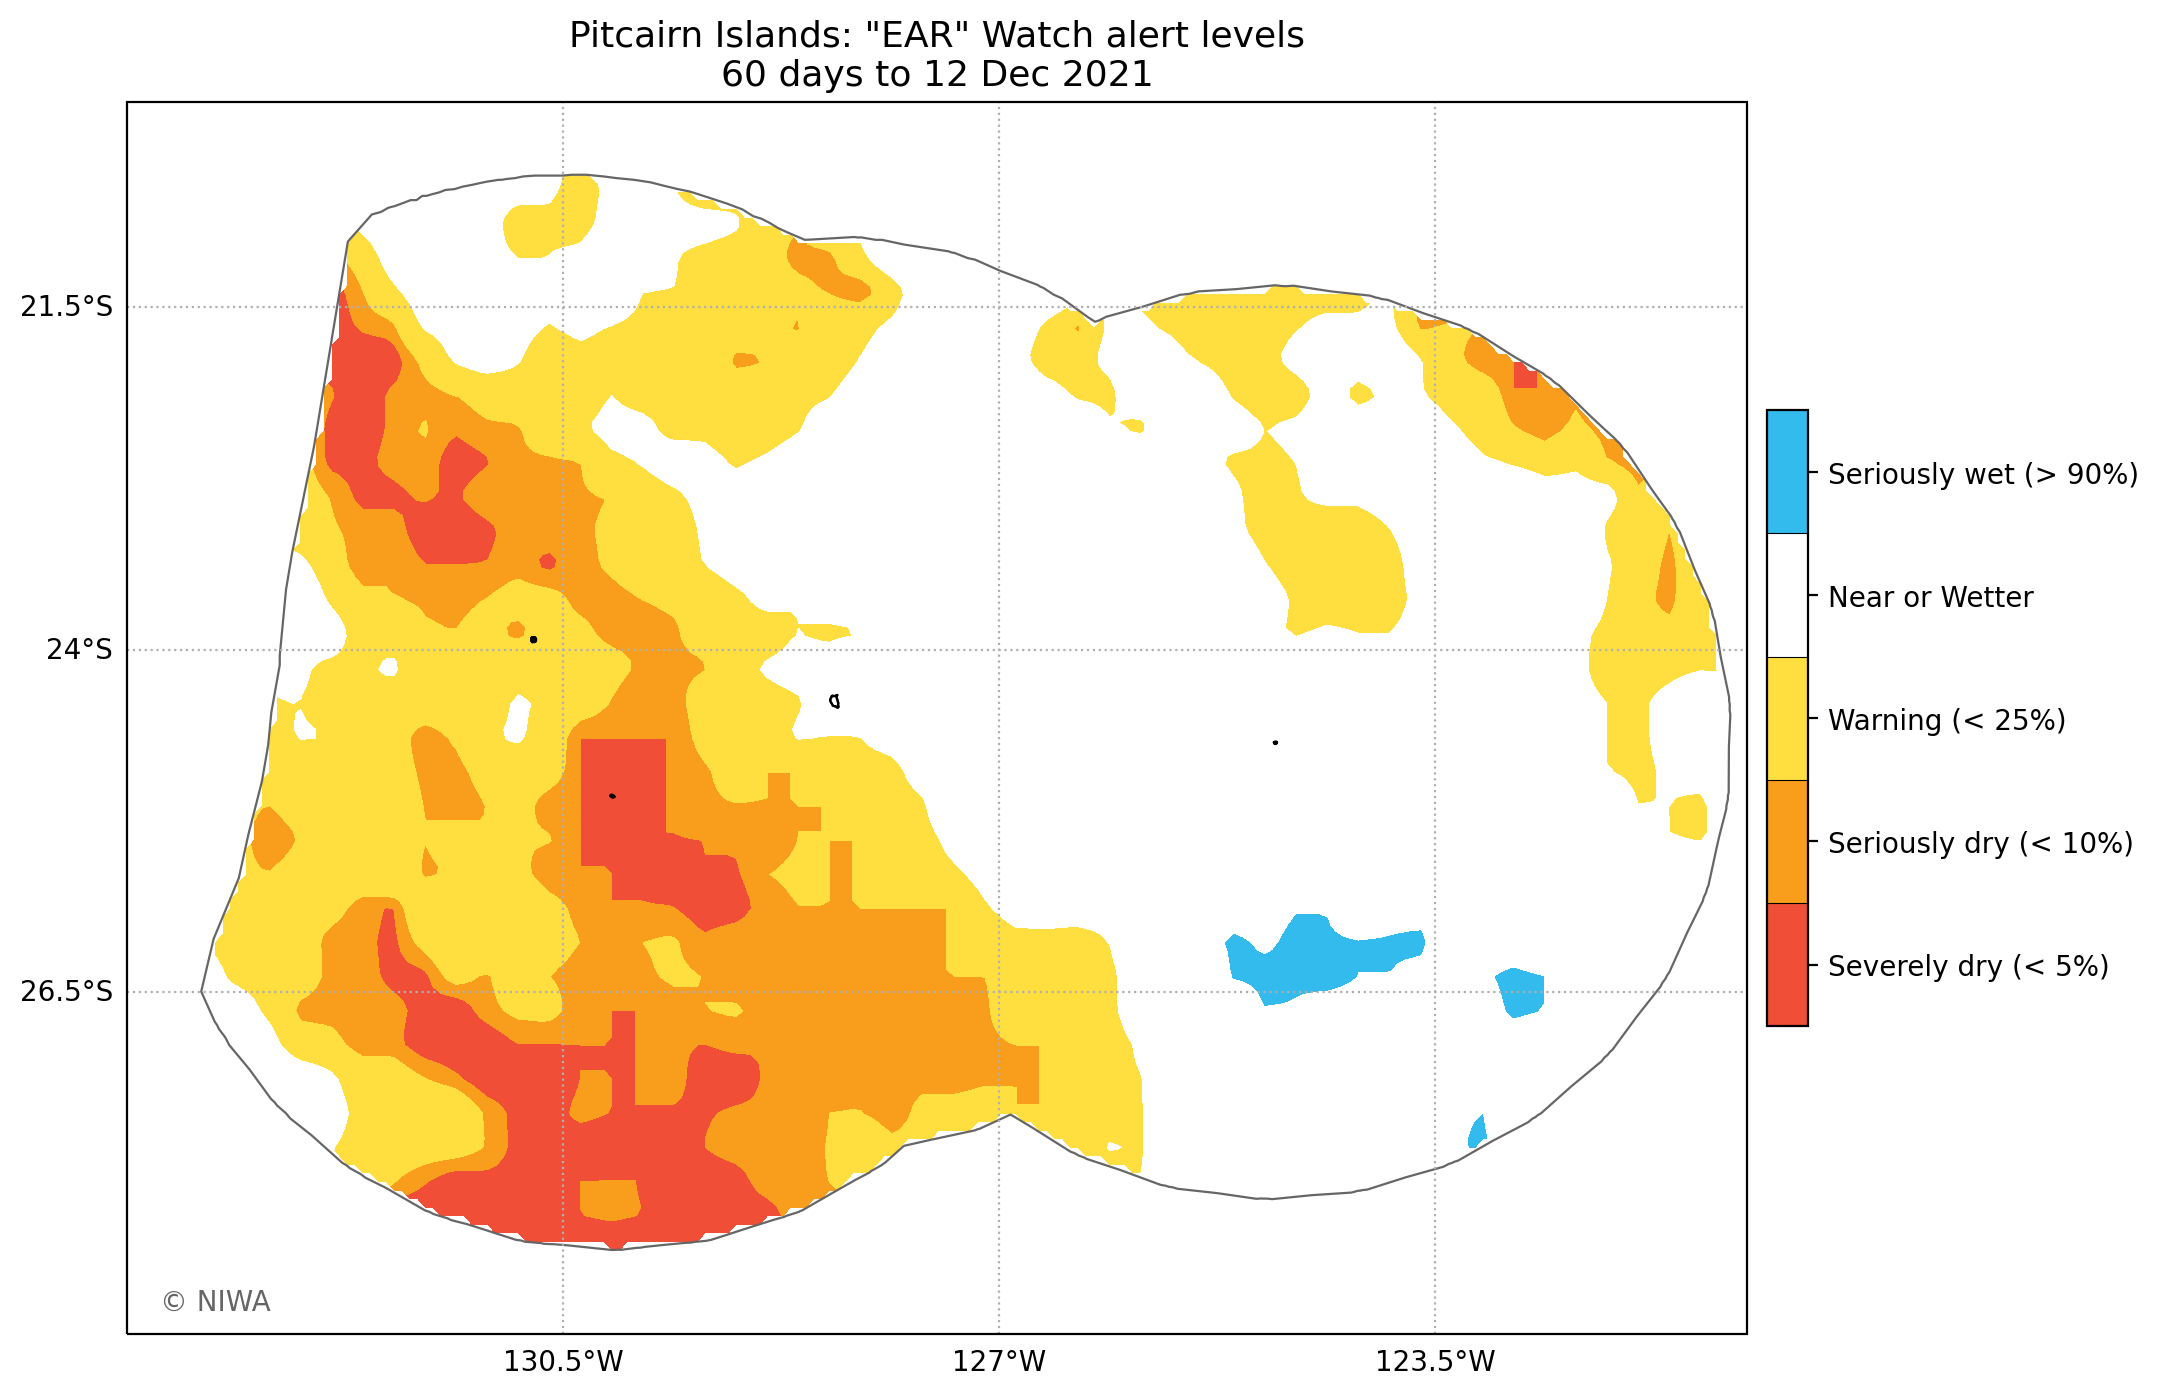 Pitcairn Islands: "EAR" Watch alert levels
60 days to 12 Dec 2021
21.5°S
24°S
26.5°S
130.5°W
127°W
123.5°W
Seriously wet (> 90%)
Near or Wetter
Warning (< 25%)
Seriously dry (< 10%)
Severely dry (< 5%)
© NIWA